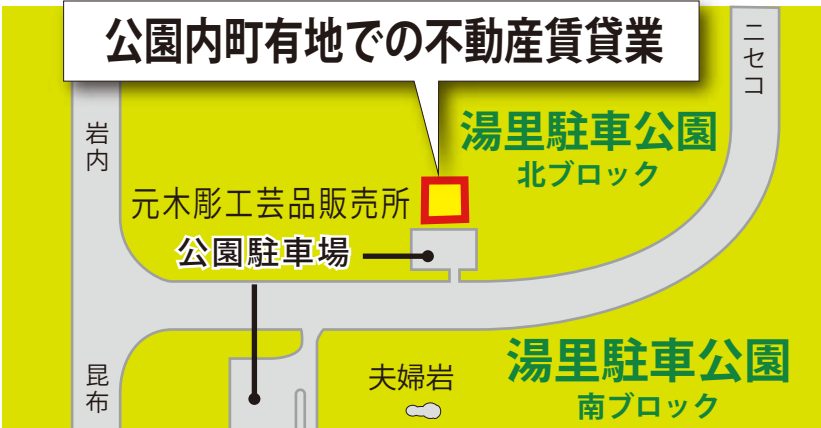 公園内町有地での不動産賃貸業
ニセコ
岩内
湯里駐車公園
北ブロック
元木彫工芸品販売所
公園駐車場
昆布
夫婦岩
湯里駐車公園
南ブロック